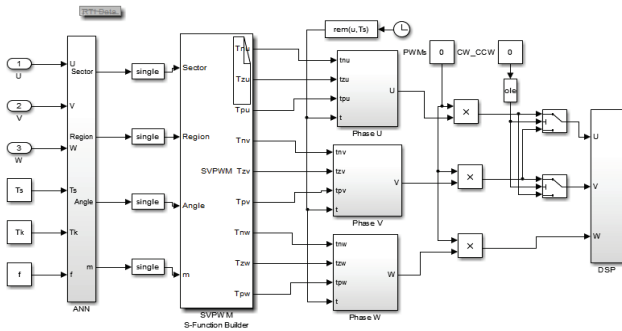 RTI Data
rem(u,Ts)
PWMs
0
CW_CCW
0
1
U
2
V
3
W
Ts
Tk
f
U
V
W
Ts
Tk
f
Sector
Region
Angle
m
ANN
single
single
single
single
Sector
Region
Angle
m
SVPWM
Tnu
Tzu
Tpu
Tnv
Tzv
Tpv
Tnw
Tzw
Tpw
SVPWM
S-Function Builder
tnu
tzu
tpu
t
U
Phase U
tnv
tzv
tpv
t
V
Phase V
tnw
tzw
tpw
t
W
Phase W
×
×
×
ole
U
V
W
DSP